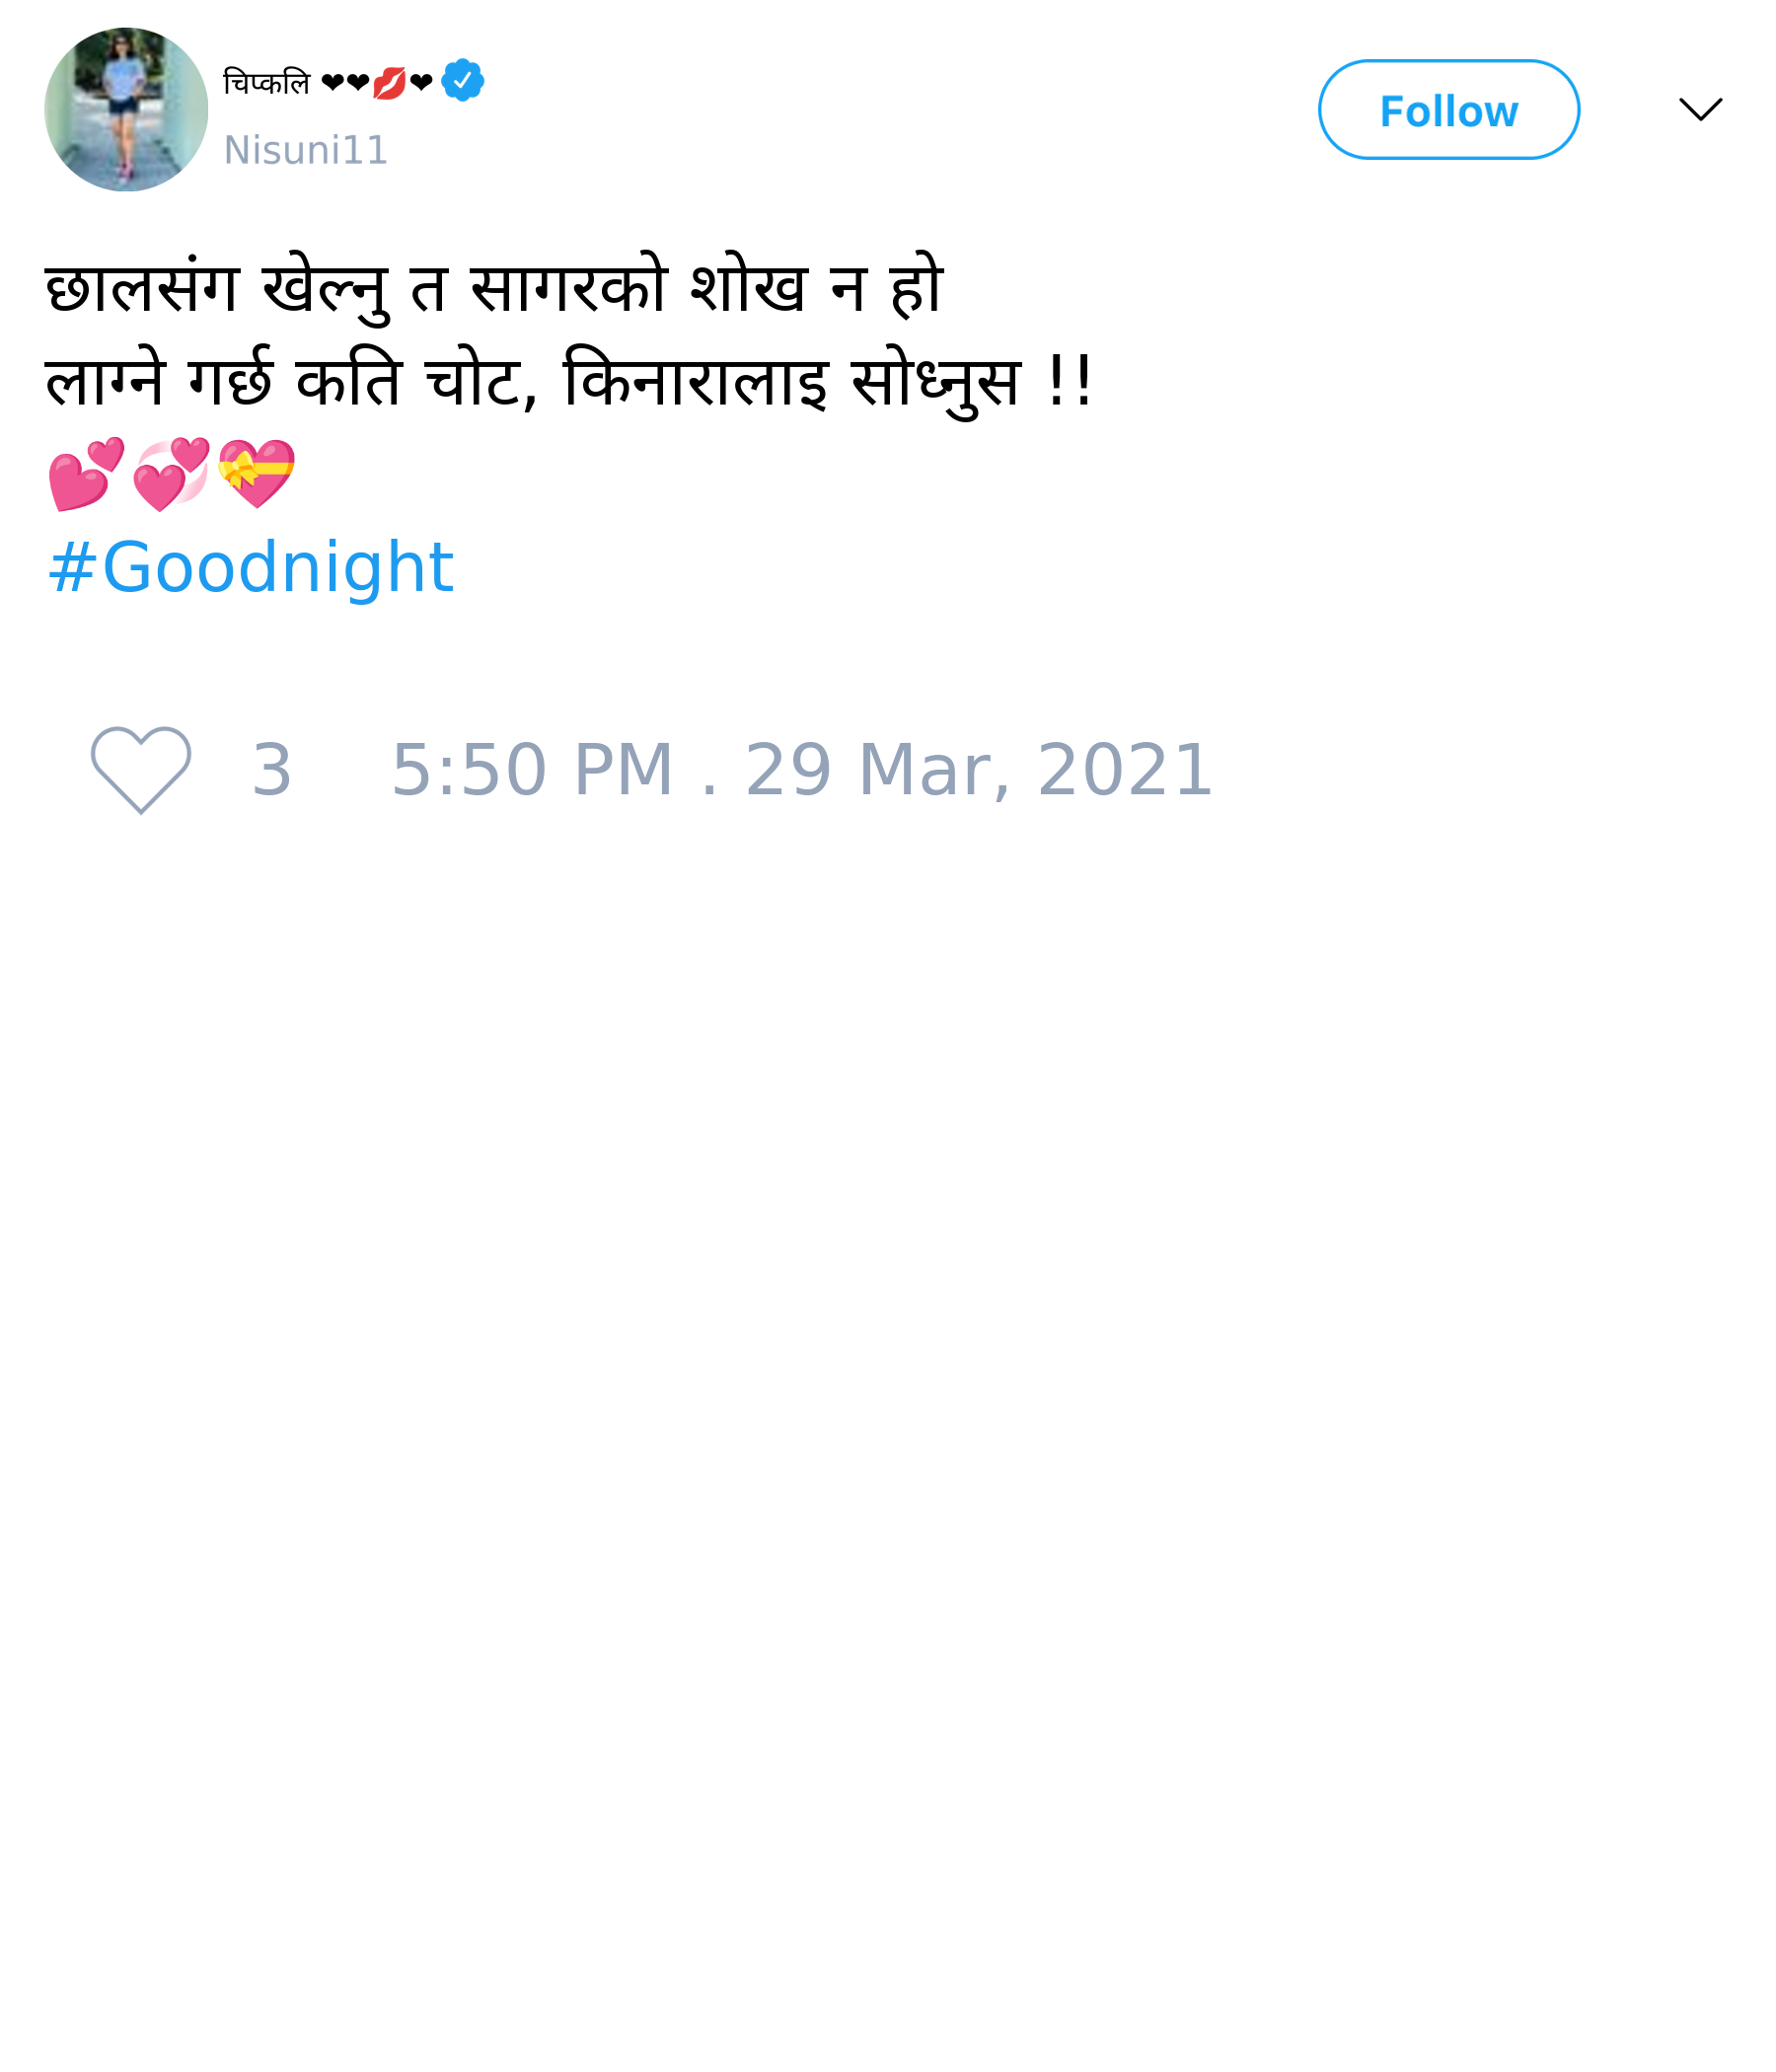 चिप्कलि ❤❤💋❤
Nisuni11
Follow
छालसंग खेल्नु त सागरको शोख न हो
लाग्ने गर्छ कति चोट, किनारालाइ सोध्नुस !!
💕💞💝
#Goodnight
3 5:50 PM . 29 Mar, 2021